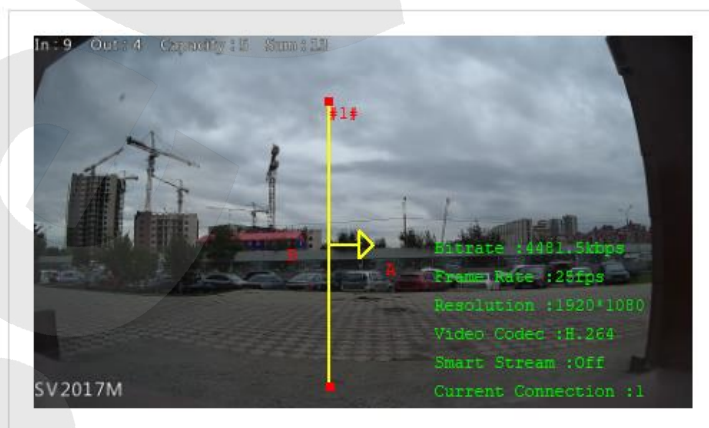 In:9 Out:4 Capacity:5 Sum:13
#1#
B
A
Bitrate :4481.5kbps
Frame Rate :25fps
Resolution :1920*1080
Video Codec :H.264
Smart Stream :Off
Current Connection :1
SV2017M